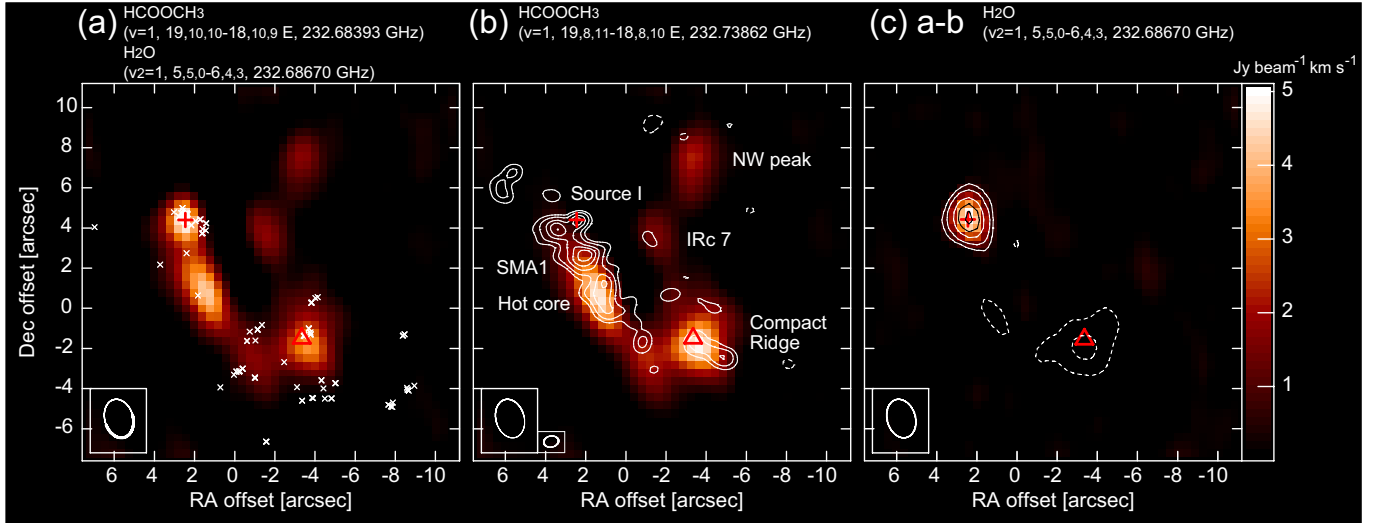 (a) HCOOCH3
(v=1, 19,10,10-18,10,9 E, 232.68393 GHz)
H2O
(v2=1, 5,5,0-6,4,3, 232.68670 GHz)
(b) HCOOCH3
(v=1, 19,8,11-18,8,10 E, 232.73862 GHz)
(c) a-b H2O
(v2=1, 5,5,0-6,4,3, 232.68670 GHz)
Jy beam-1 km s-1
Dec offset [arcsec]
10
8
6
4
2
0
-2
-4
-6
6 4 2 0 -2 -4 -6 -8 -10
RA offset [arcsec]
NW peak
Source I
IRc 7
SMA1
Hot core
Compact
Ridge
6 4 2 0 -2 -4 -6 -8 -10
RA offset [arcsec]
6 4 2 0 -2 -4 -6 -8 -10
RA offset [arcsec]
5
4
3
2
1